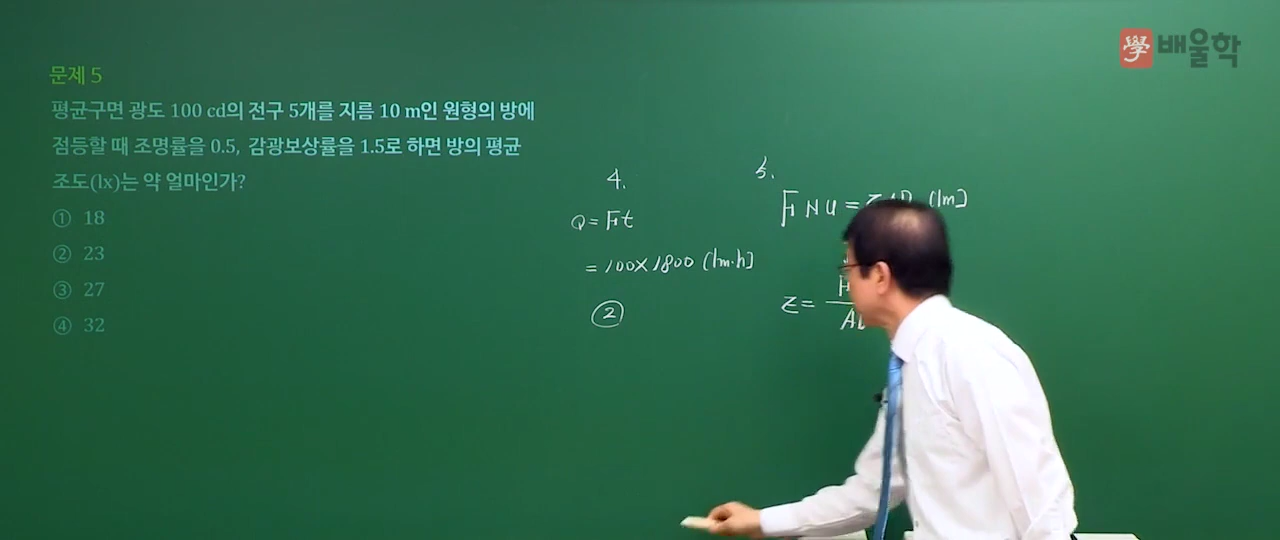 學 배울학
문제 5
평균구면 광도 100 cd의 전구 5개를 지름 10 m인 원형의 방에
점등할 때 조명률을 0.5, 감광보상률을 1.5로 하면 방의 평균
조도(lx)는 약 얼마인가?
① 18
② 23
③ 27
④ 32
4.
Q = Ft
= 100×1800 (lm·h]
②
5.
F N U = [lm]
E =